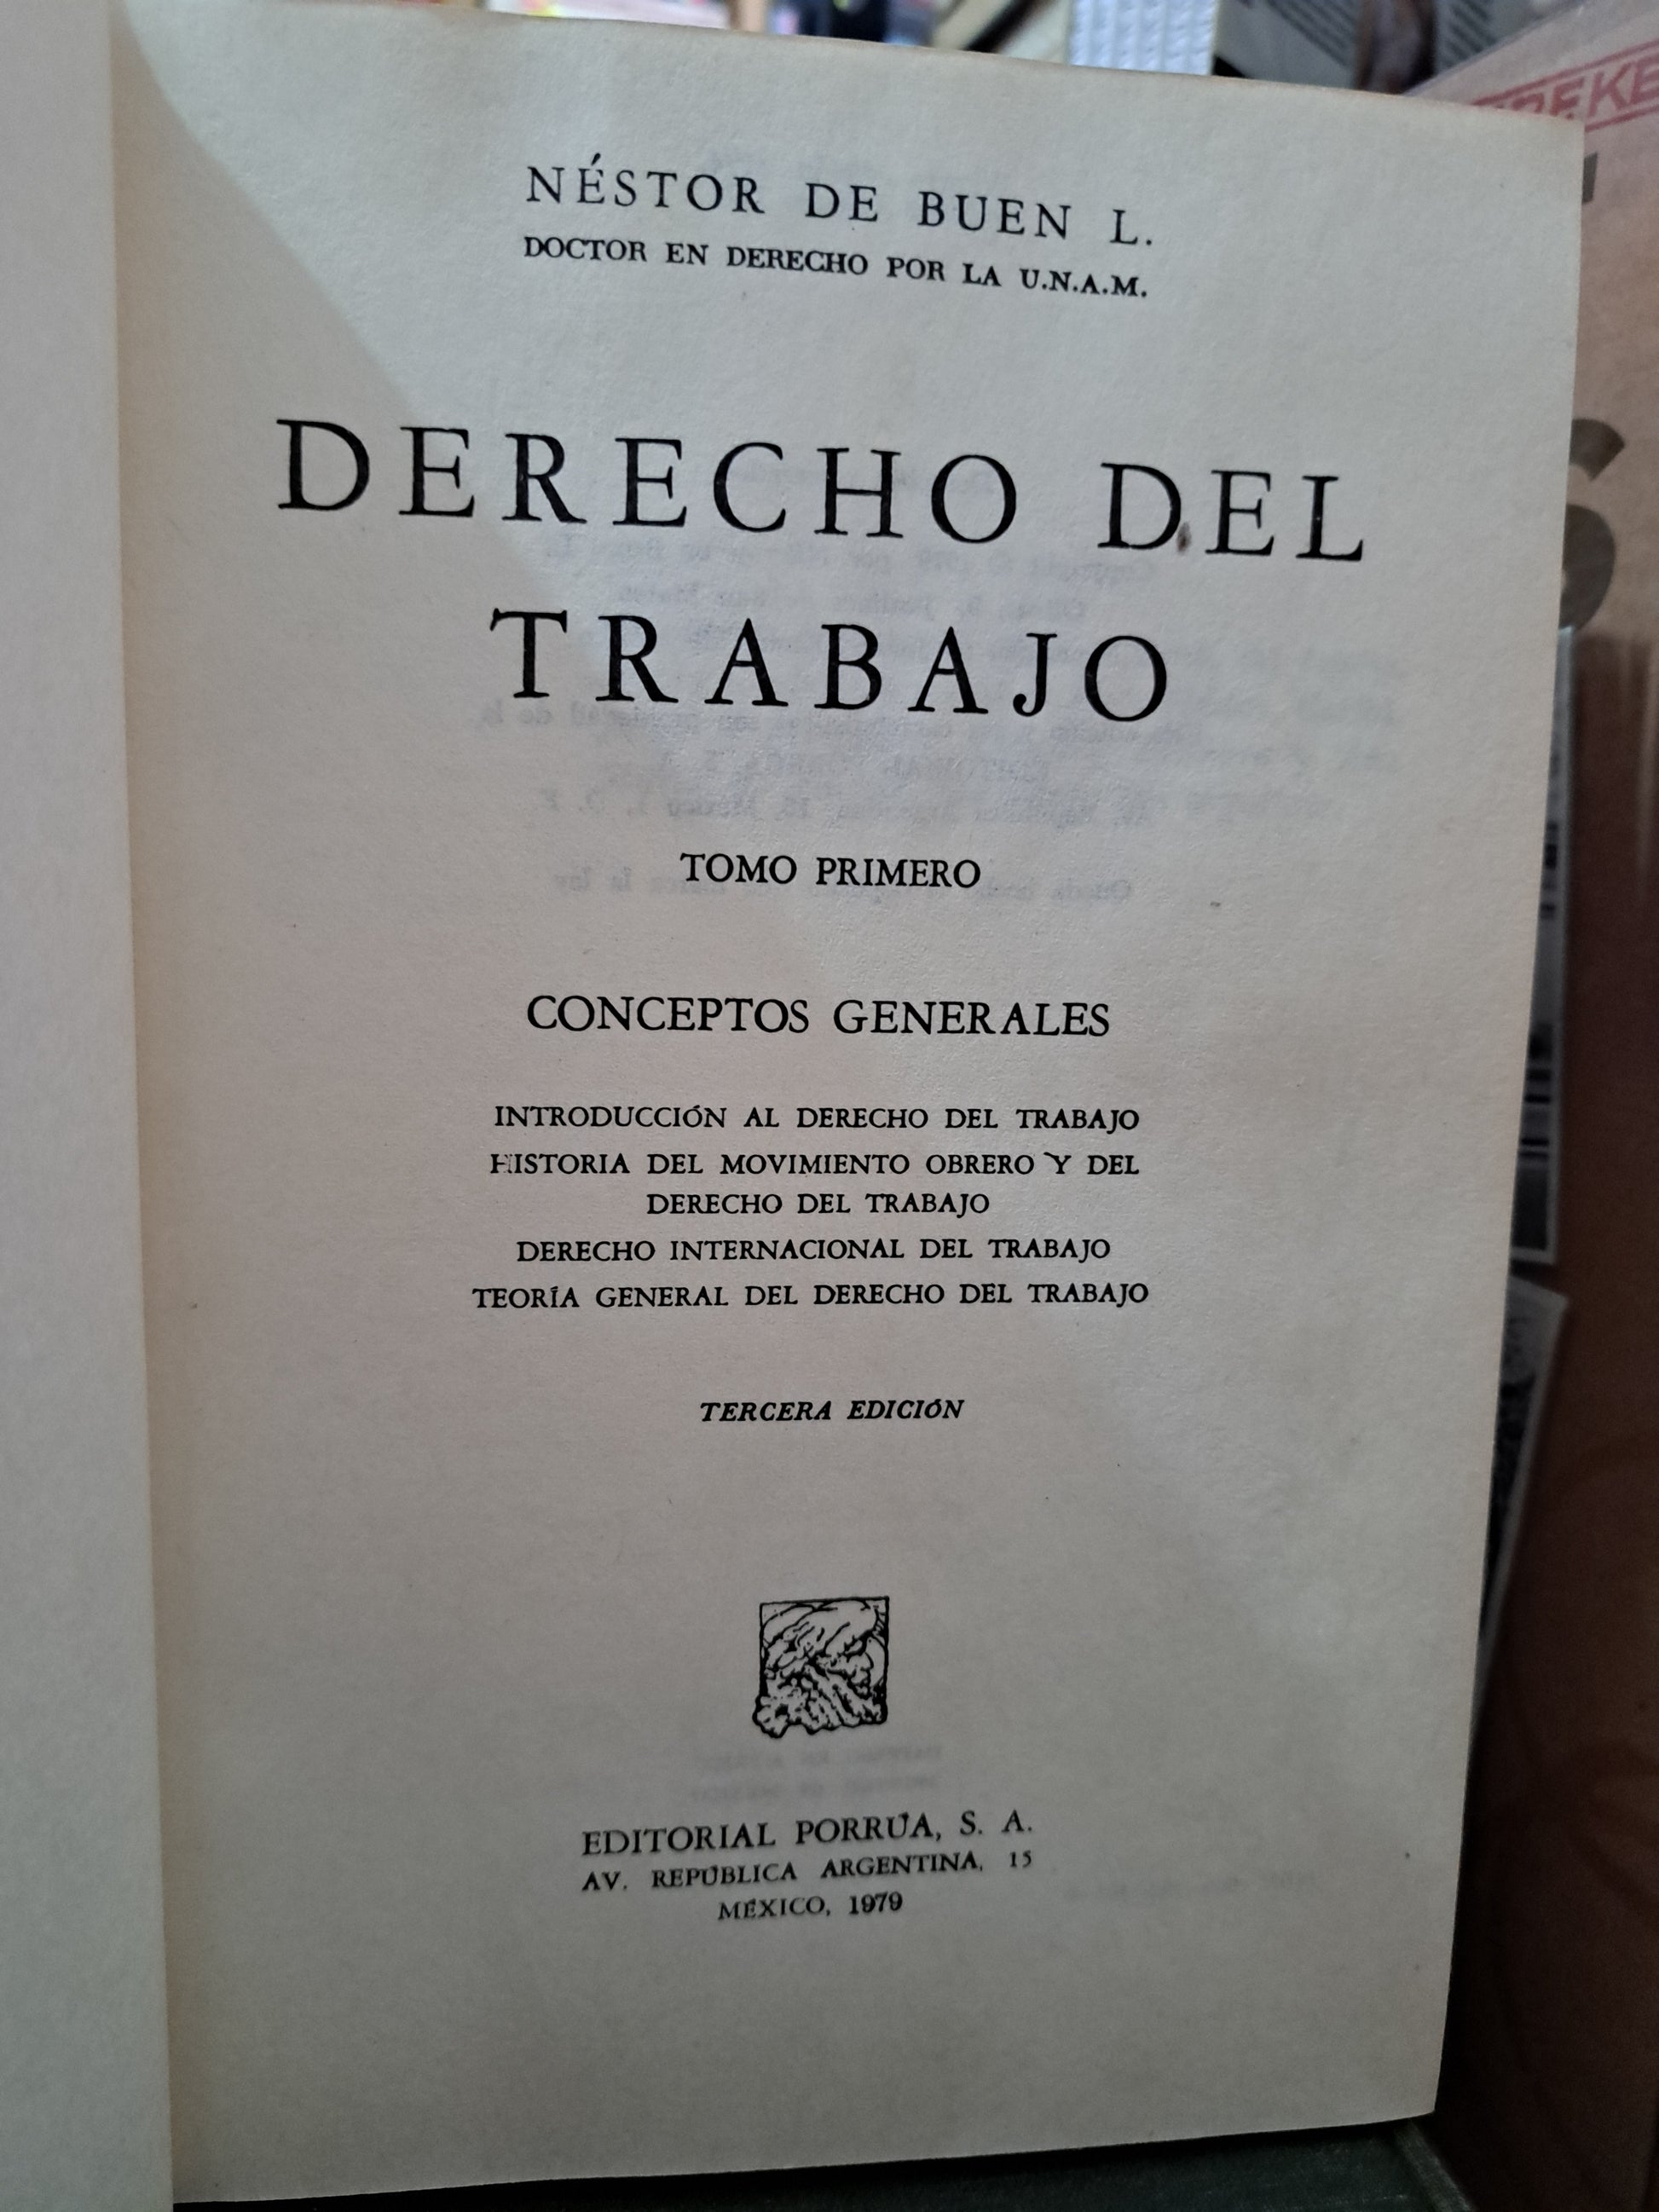 NÉSTOR DE BUEN L.
DOCTOR EN DERECHO POR LA U.N.A.M.
DERECHO DEL
TRABAJO
TOMO PRIMERO
CONCEPTOS GENERALES
INTRODUCCIÓN AL DERECHO DEL TRABAJO
HISTORIA DEL MOVIMIENTO OBRERO Y DEL
DERECHO DEL TRABAJO
DERECHO INTERNACIONAL DEL TRABAJO
TEORÍA GENERAL DEL DERECHO DEL TRABAJO
TERCERA EDICIÓN
EDITORIAL PORRÚA, S. A.
AV. REPÚBLICA ARGENTINA, 15
MÉXICO, 1979